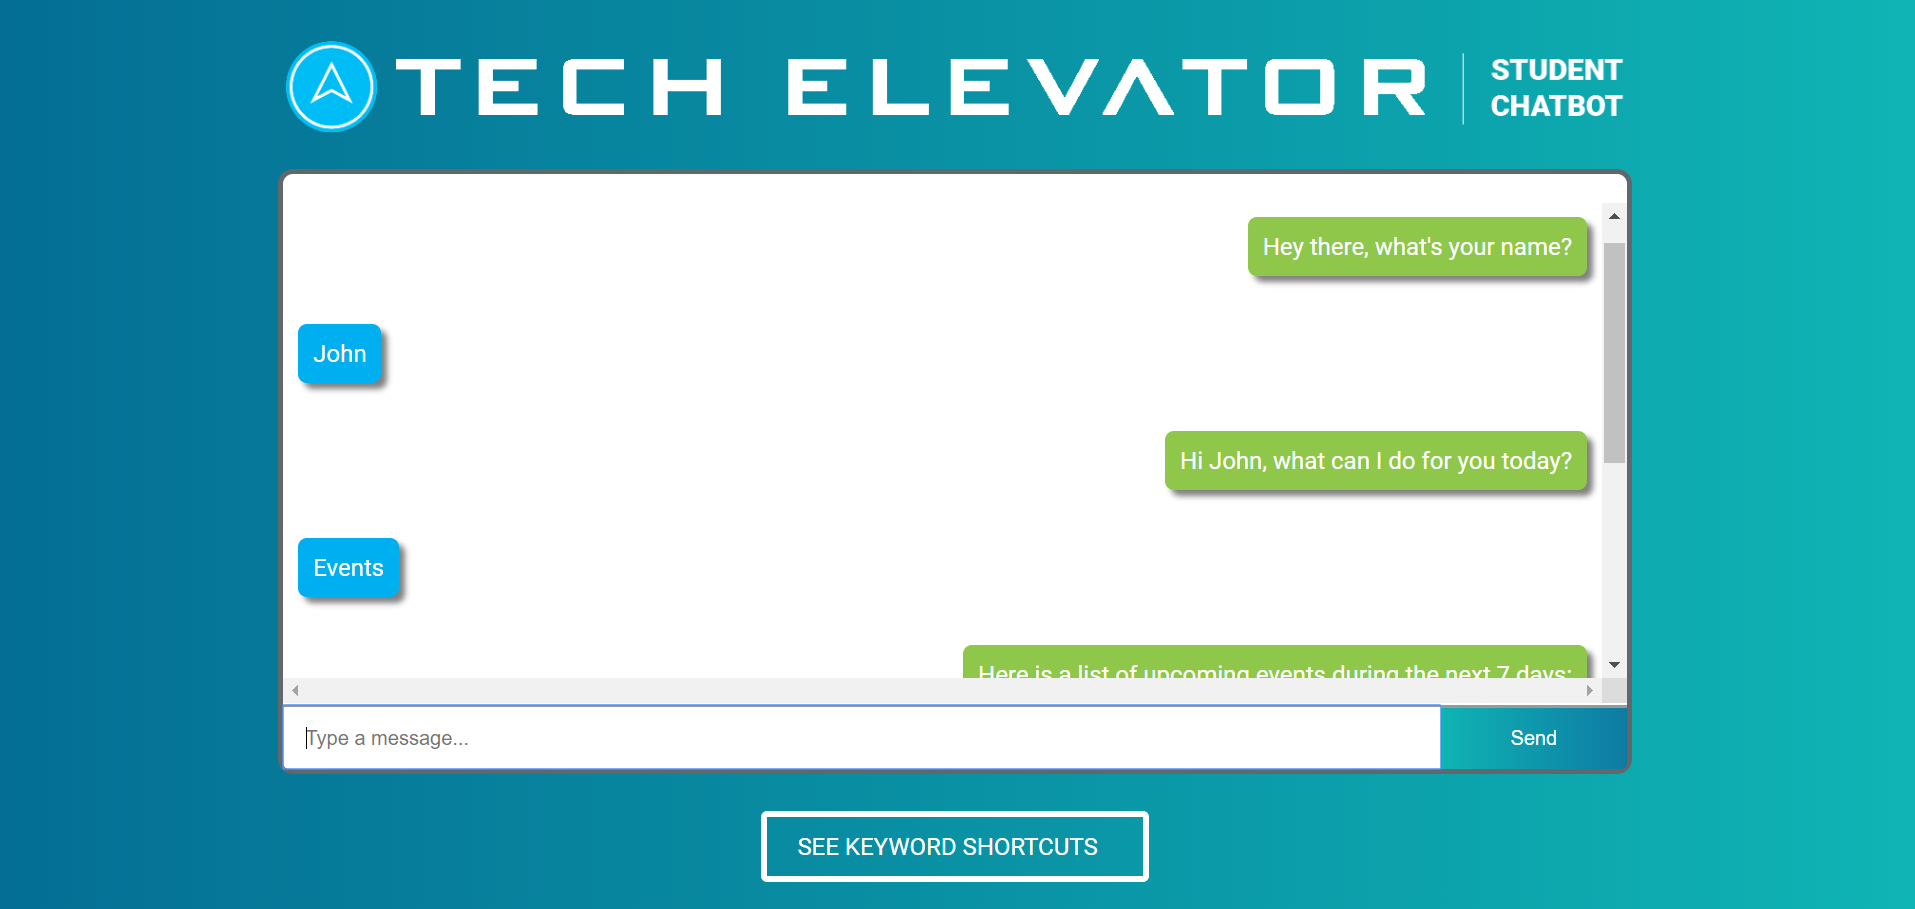 TECH ELEVATOR
STUDENT
CHATBOT
Hey there, what's your name?
John
Hi John, what can I do for you today?
Events
Here is a list of upcoming events during the next 7 days:
Type a message...
Send
SEE KEYWORD SHORTCUTS